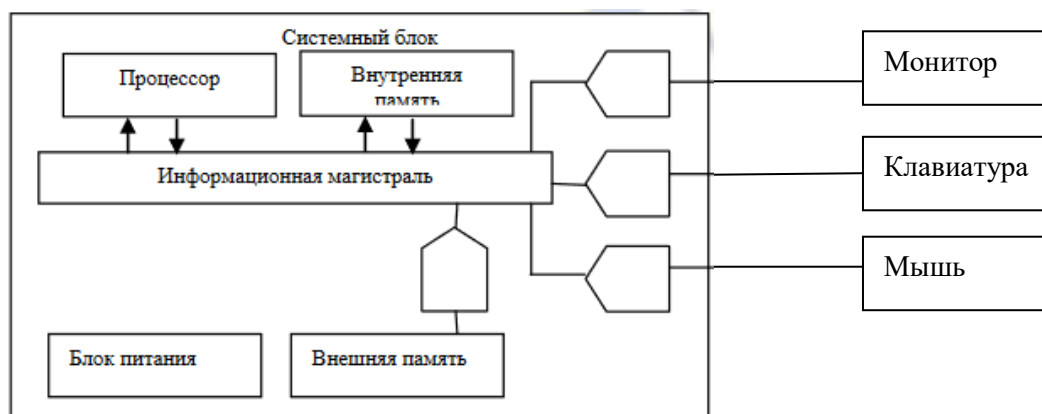 Системный блок
Процессор
Внутренняя
память
Монитор
Информационная магистраль
Клавиатура
Мышь
Блок питания
Внешняя память